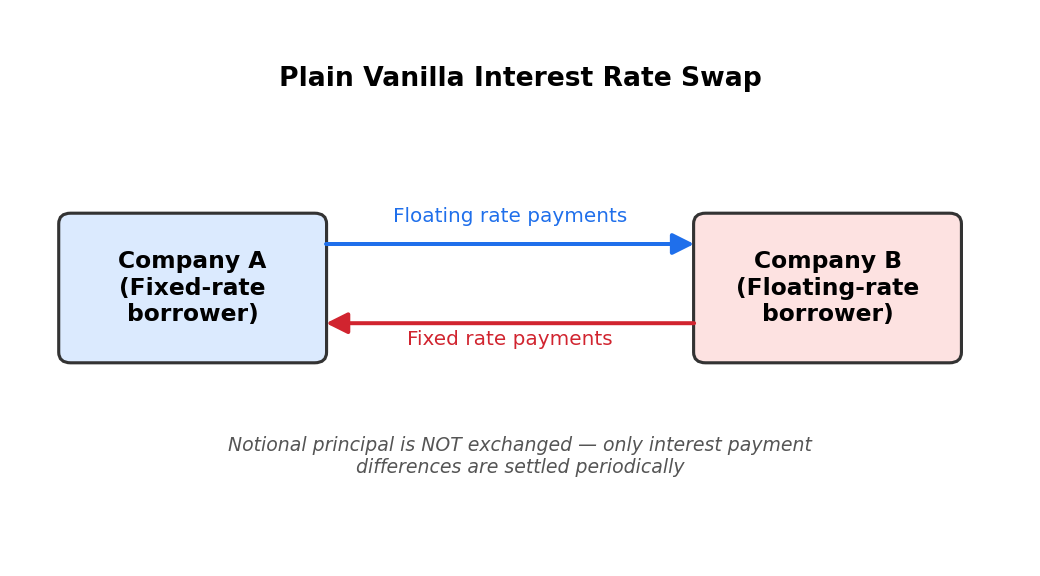 Plain Vanilla Interest Rate Swap
Floating rate payments
Company A
(Fixed-rate
borrower)
Company B
(Floating-rate
borrower)
Fixed rate payments
Notional principal is NOT exchanged — only interest payment
differences are settled periodically